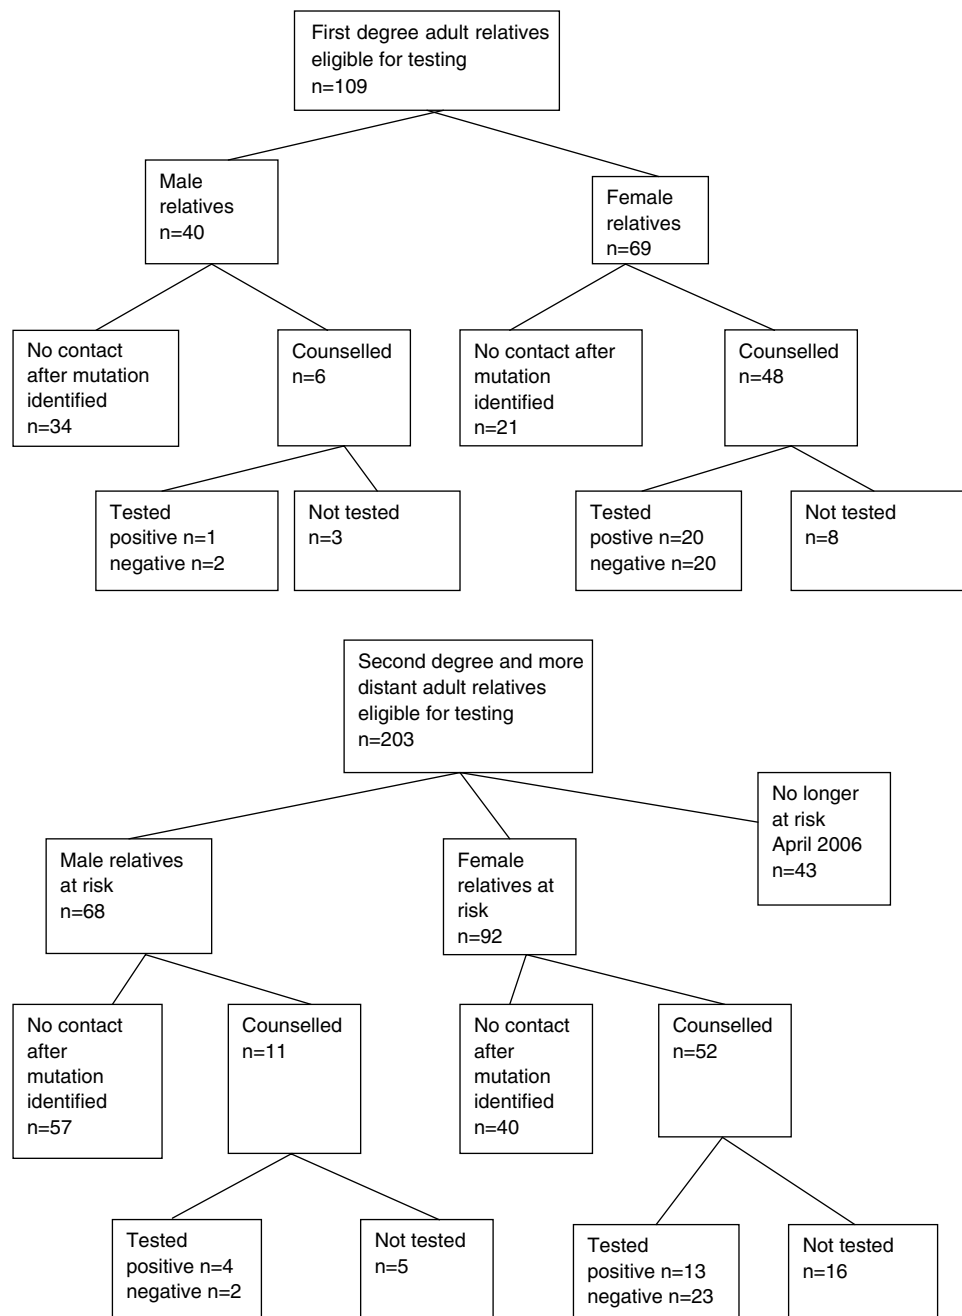 First degree adult relatives
eligible for testing
n=109
Male
relatives
n=40
Female
relatives
n=69
No contact
after mutation
identified
n=34
Counselled
n=6
No contact after
mutation
identified
n=21
Counselled
n=48
Tested
positive n=1
negative n=2
Not tested
n=3
Tested
postive n=20
negative n=20
Not tested
n=8
Second degree and more
distant adult relatives
eligible for testing
n=203
No longer
at risk
April 2006
n=43
Male relatives
at risk
n=68
Female
relatives at
risk
n=92
No contact
after
mutation
identified
n=57
Counselled
n=11
No contact
after
mutation
identified
n=40
Counselled
n=52
Tested
positive n=4
negative n=2
Not tested
n=5
Tested
positive n=13
negative n=23
Not tested
n=16